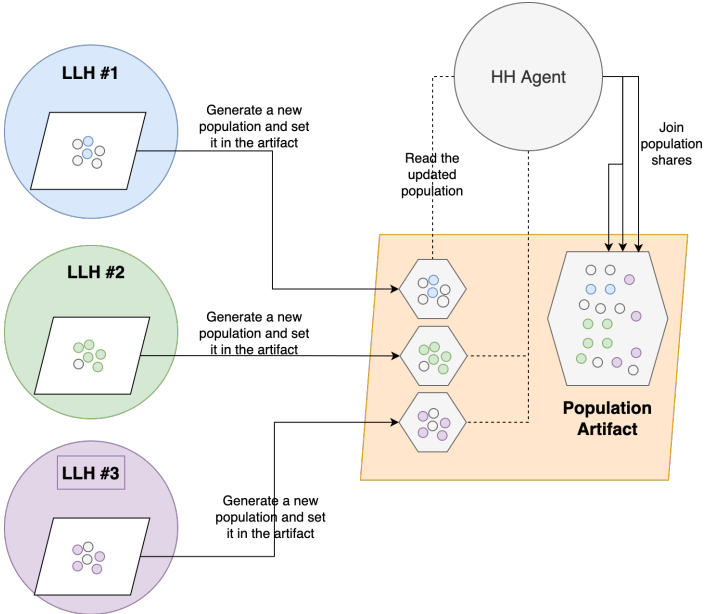 LLH #1
Generate a new
population and set
it in the artifact
HH Agent
Join
population
shares
Read the
updated
population
LLH #2
Generate a new
population and set
it in the artifact
Population
Artifact
LLH #3
Generate a new
population and set
it in the artifact